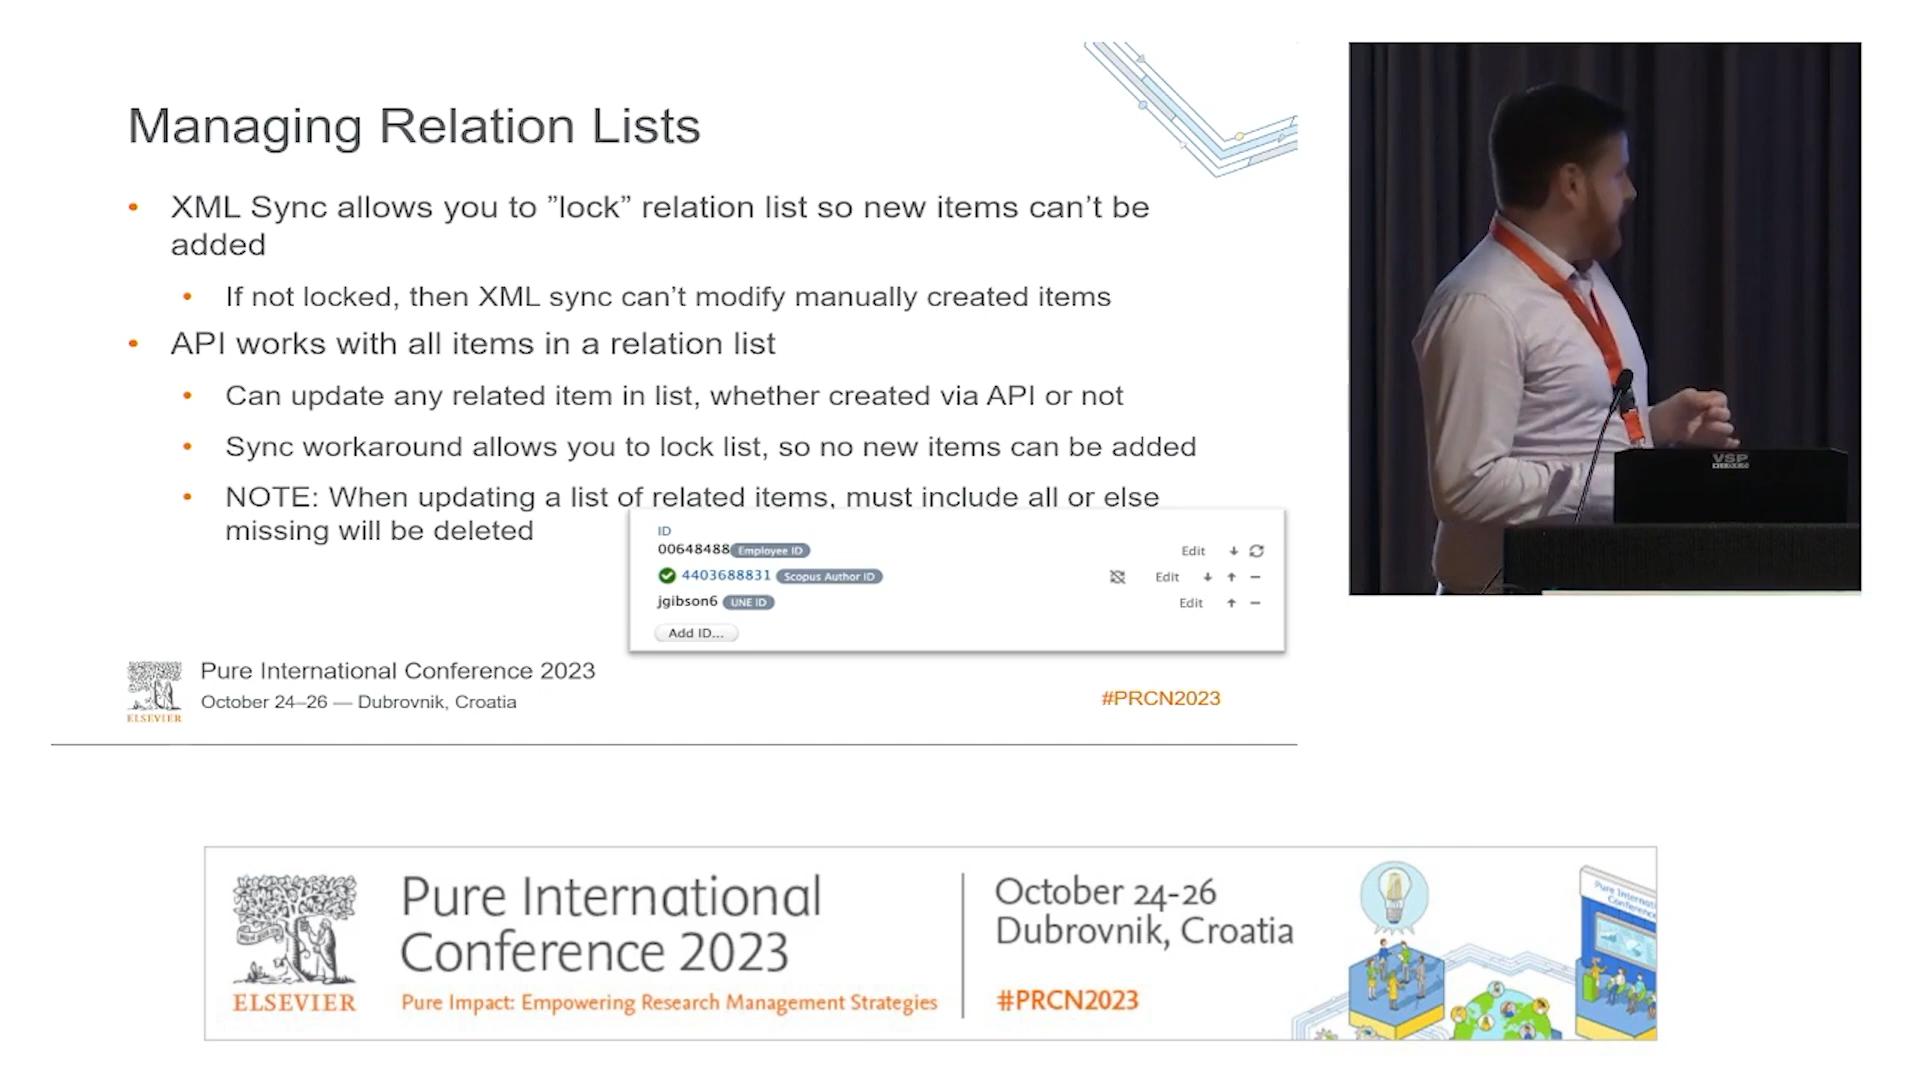 Managing Relation Lists
• XML Sync allows you to ”lock” relation list so new items can’t be
added
• If not locked, then XML sync can’t modify manually created items
• API works with all items in a relation list
• Can update any related item in list, whether created via API or not
• Sync workaround allows you to lock list, so no new items can be added
• NOTE: When updating a list of related items, must include all or else
missing will be deleted
ID
00648488 Employee ID Edit
4403688831 Scopus Author ID Edit
jgibson6 UNE ID Edit
Add ID...
ELSEVIER
Pure International Conference 2023
October 24–26 — Dubrovnik, Croatia
#PRCN2023
VSP
ELSEVIER
Pure International
Conference 2023
Pure Impact: Empowering Research Management Strategies
October 24-26
Dubrovnik, Croatia
#PRCN2023
Pure Internat
Conference